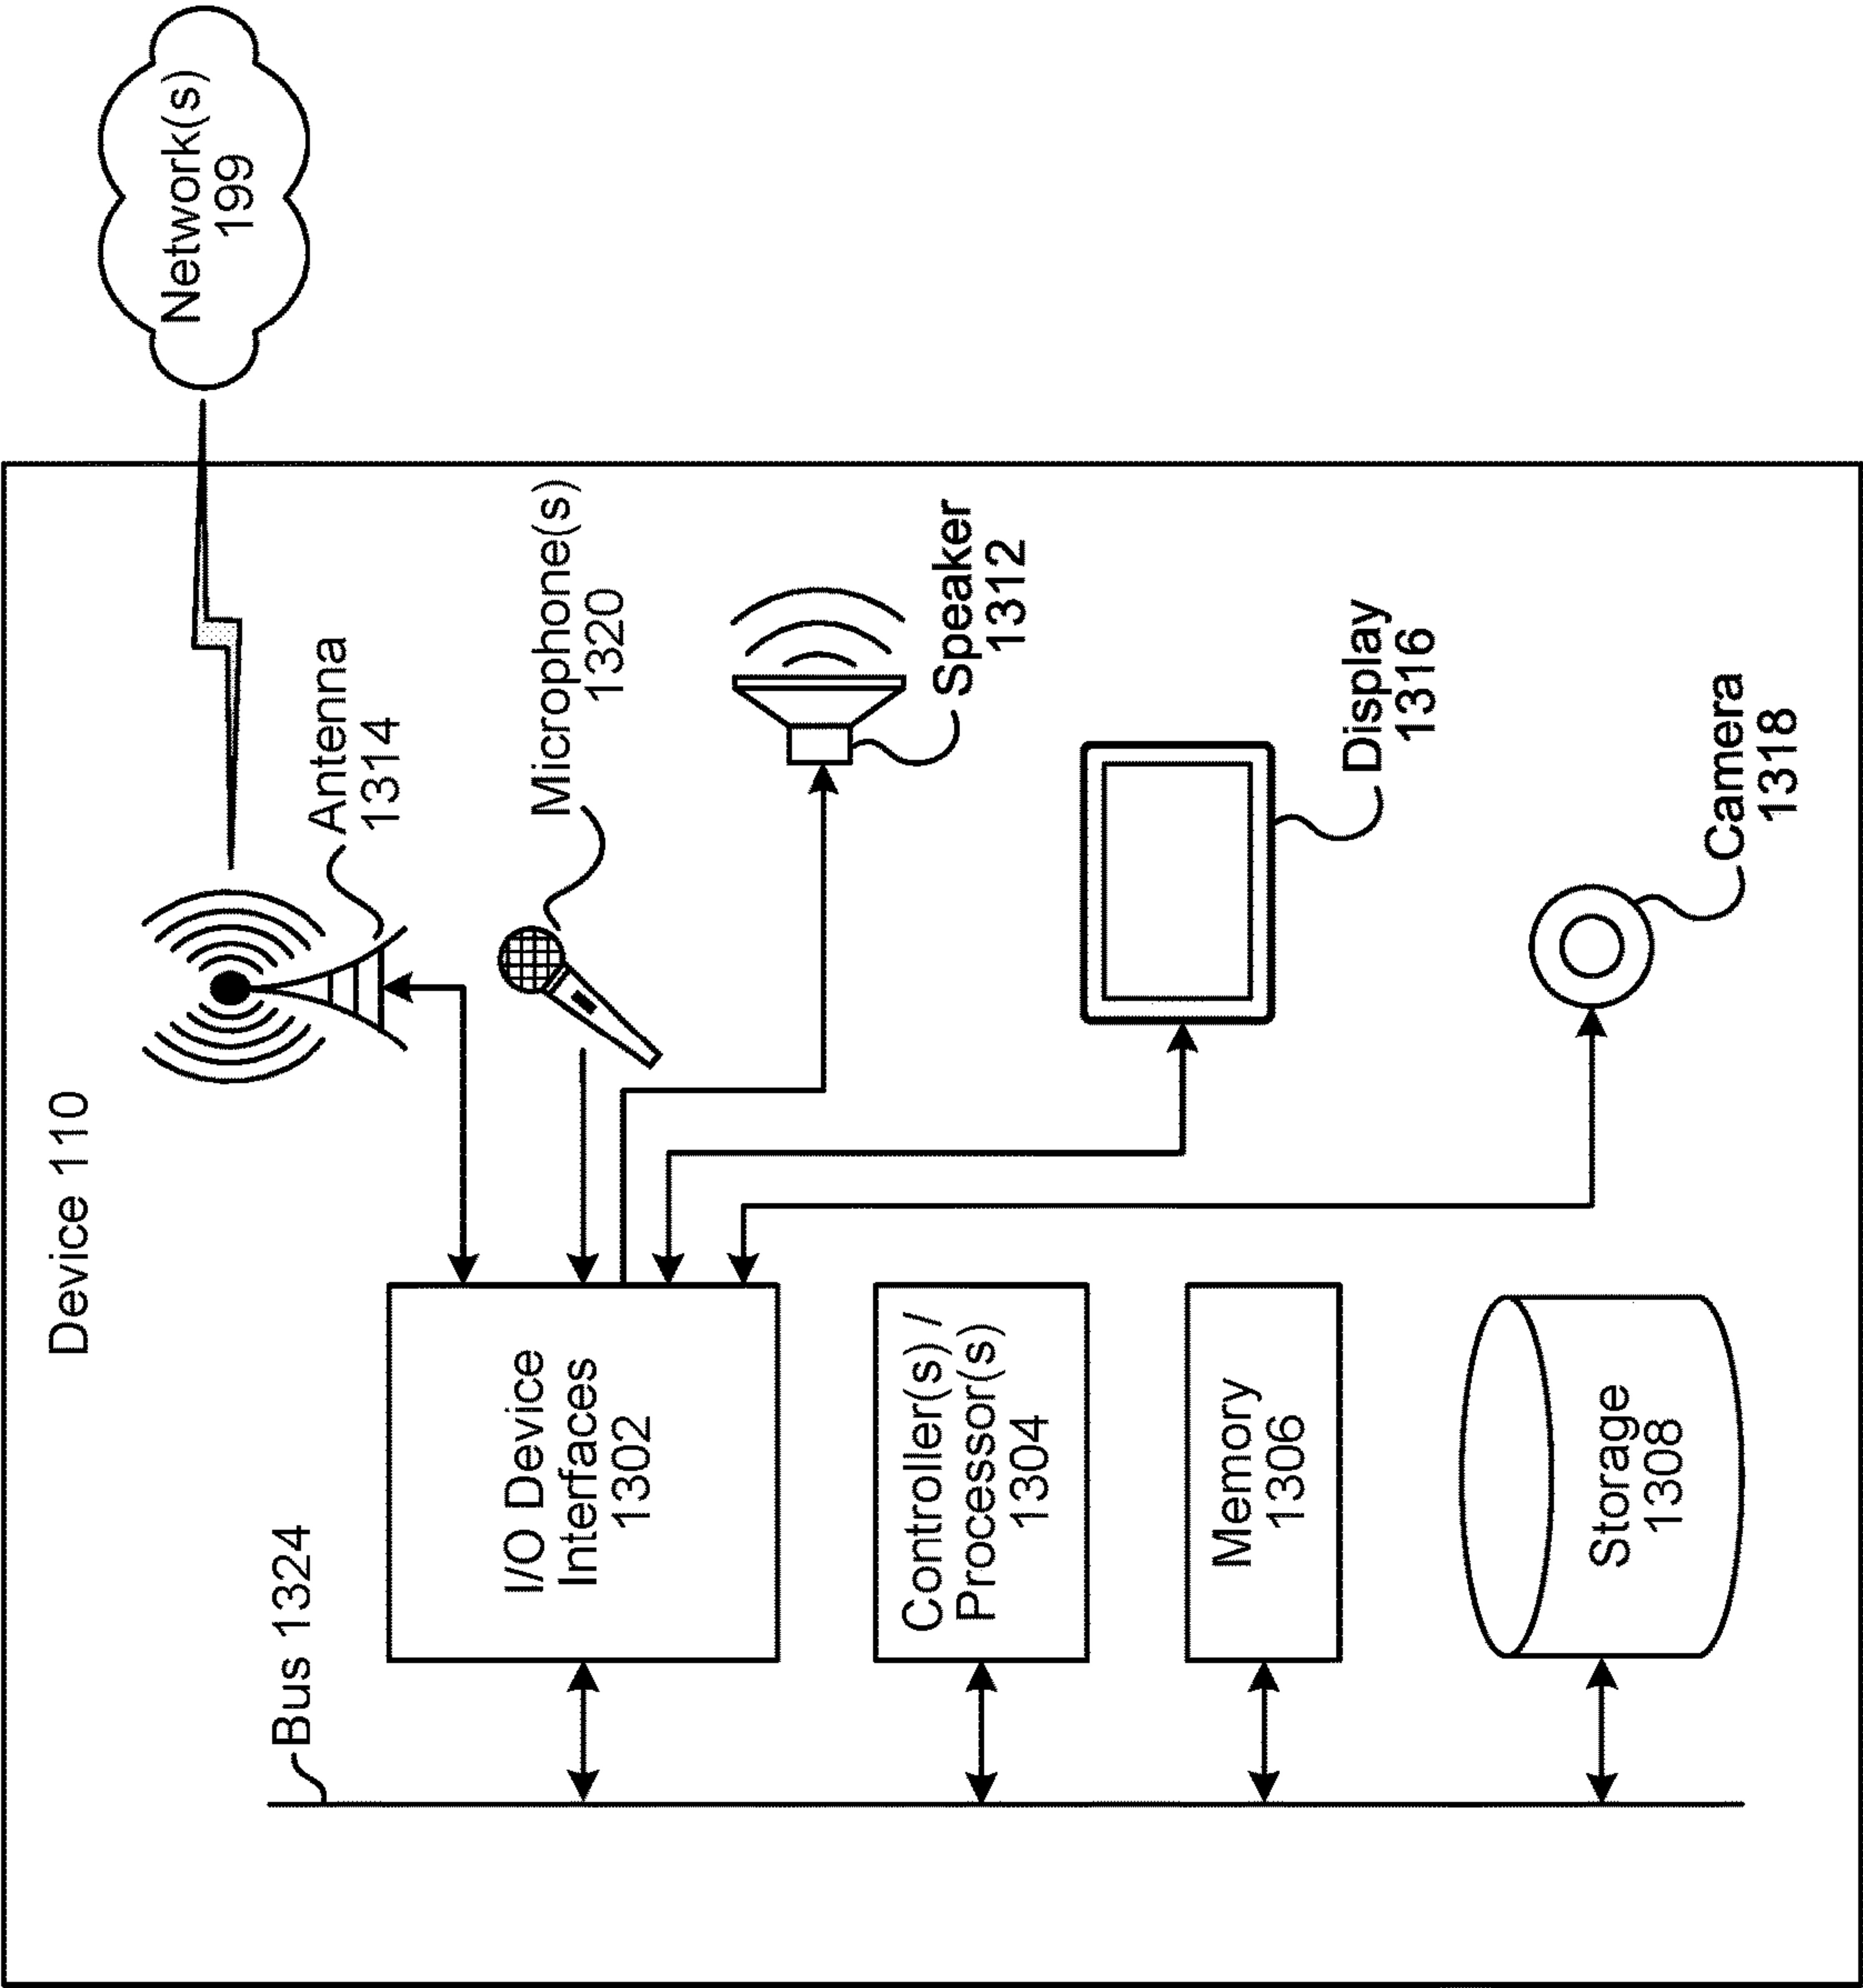 Device 110
Network(s)
199
Bus 1324
Antenna
1314
I/O Device
Interfaces
1302
Microphone(s)
1320
Controller(s) /
Processor(s)
1304
Speaker
1312
Memory
1306
Display
1316
Storage
1308
Camera
1318